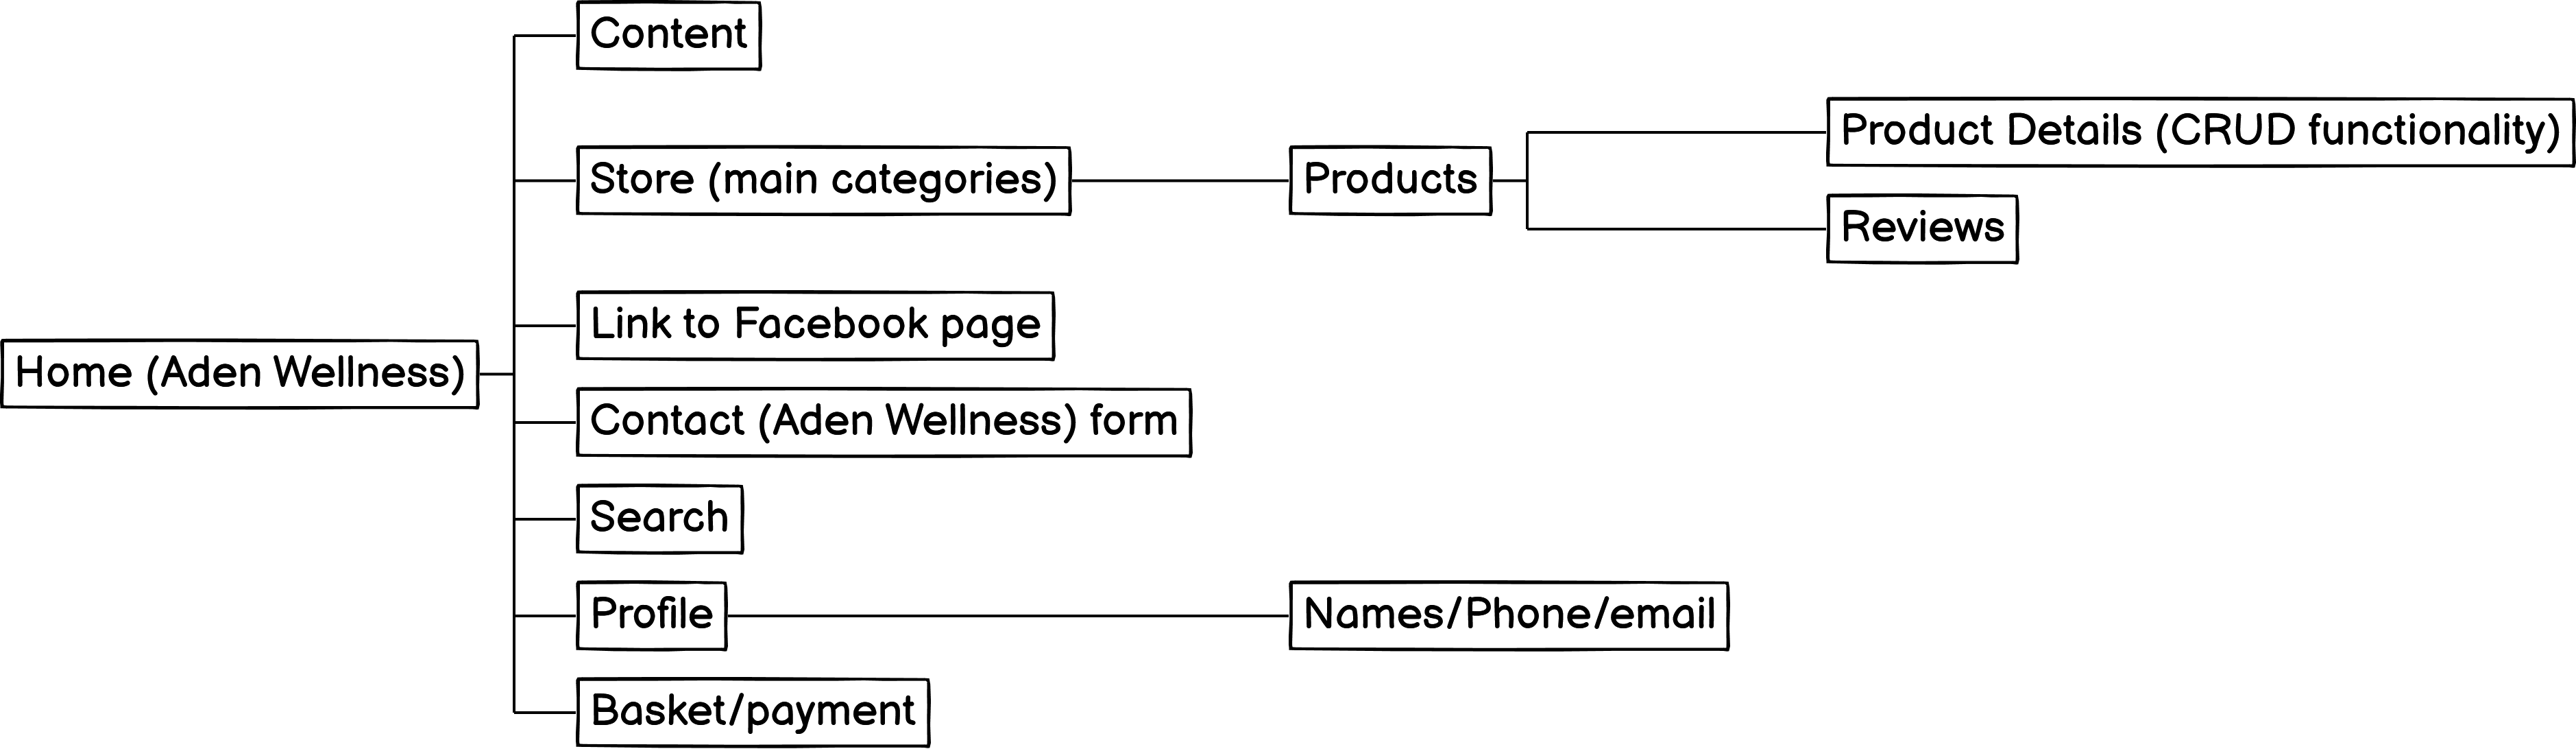 Content
Product Details (CRUD functionality)
Store (main categories)
Products
Reviews
Link to Facebook page
Home (Aden Wellness)
Contact (Aden Wellness) form
Search
Profile
Names/Phone/email
Basket/payment